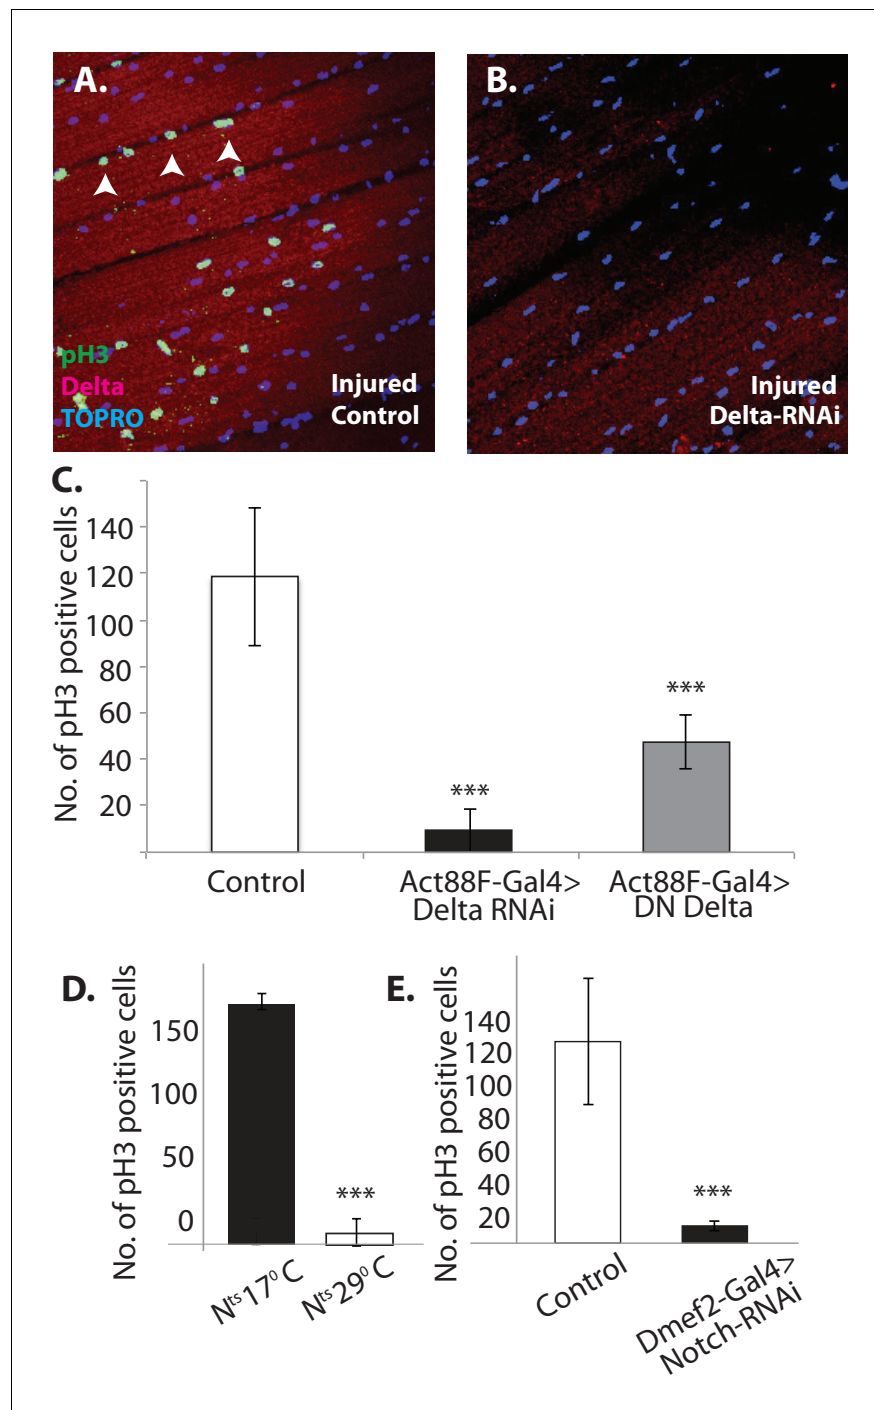 A.
pH3
Delta
TOPRO
Injured
Control
B.
Injured
Delta-RNAi
C.
No. of pH3 positive cells
140
120
100
80
60
40
20
***
***
Control
Act88F-Gal4>
Delta RNAi
Act88F-Gal4>
DN Delta
D.
No. of pH3 positive cells
150
100
50
0
***
Nᵗˢ17⁰ C
Nᵗˢ29⁰ C
E.
No. of pH3 positive cells
140
120
100
80
60
40
20
***
Control
Dmef2-Gal4>
Notch-RNAi